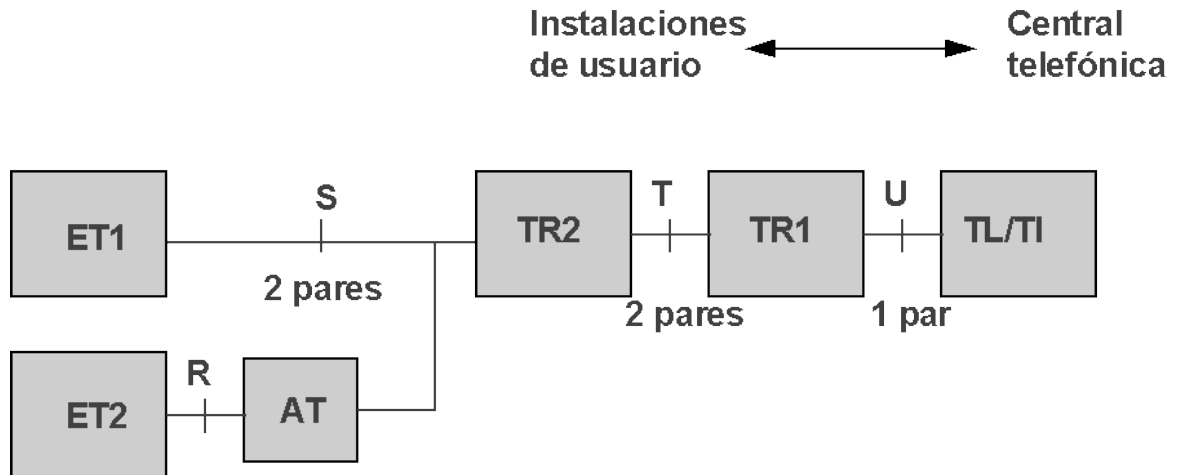 Instalaciones
de usuario
Central
telefónica
S
T
U
ET1
TR2
TR1
TL/TI
2 pares
2 pares
1 par
R
ET2
AT